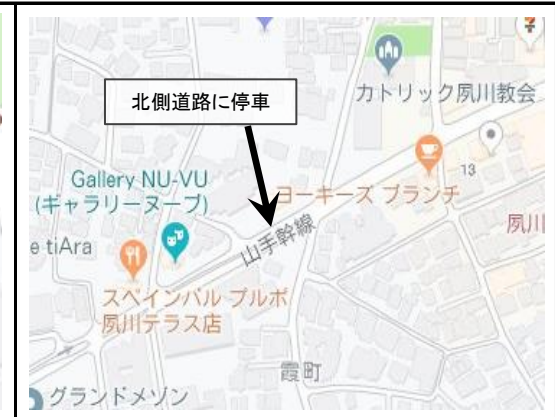 カトリック夙川教会
北側道路に停車
13
ヨーキーズ ブランチ
Gallery NU-VU
(ギャラリーヌーブ)
夙川
山手幹線
e tiAra
スペインバル プルポ
夙川テラス店
霞町
グランドメゾン